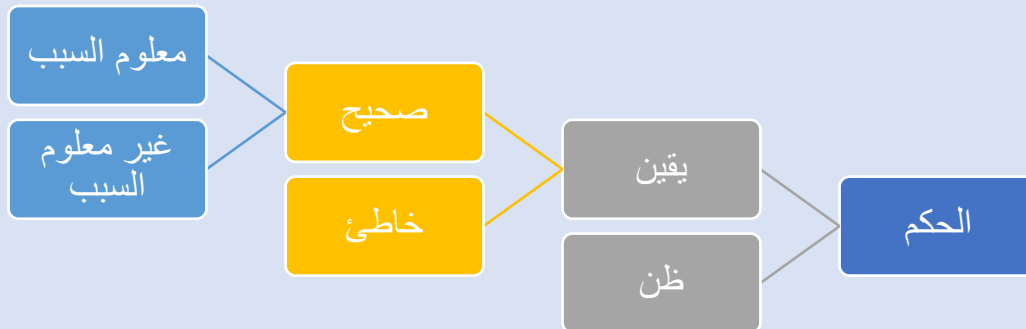 الحكم
يقين
ظن
صحيح
خاطئ
معلوم السبب
غير معلوم
السبب